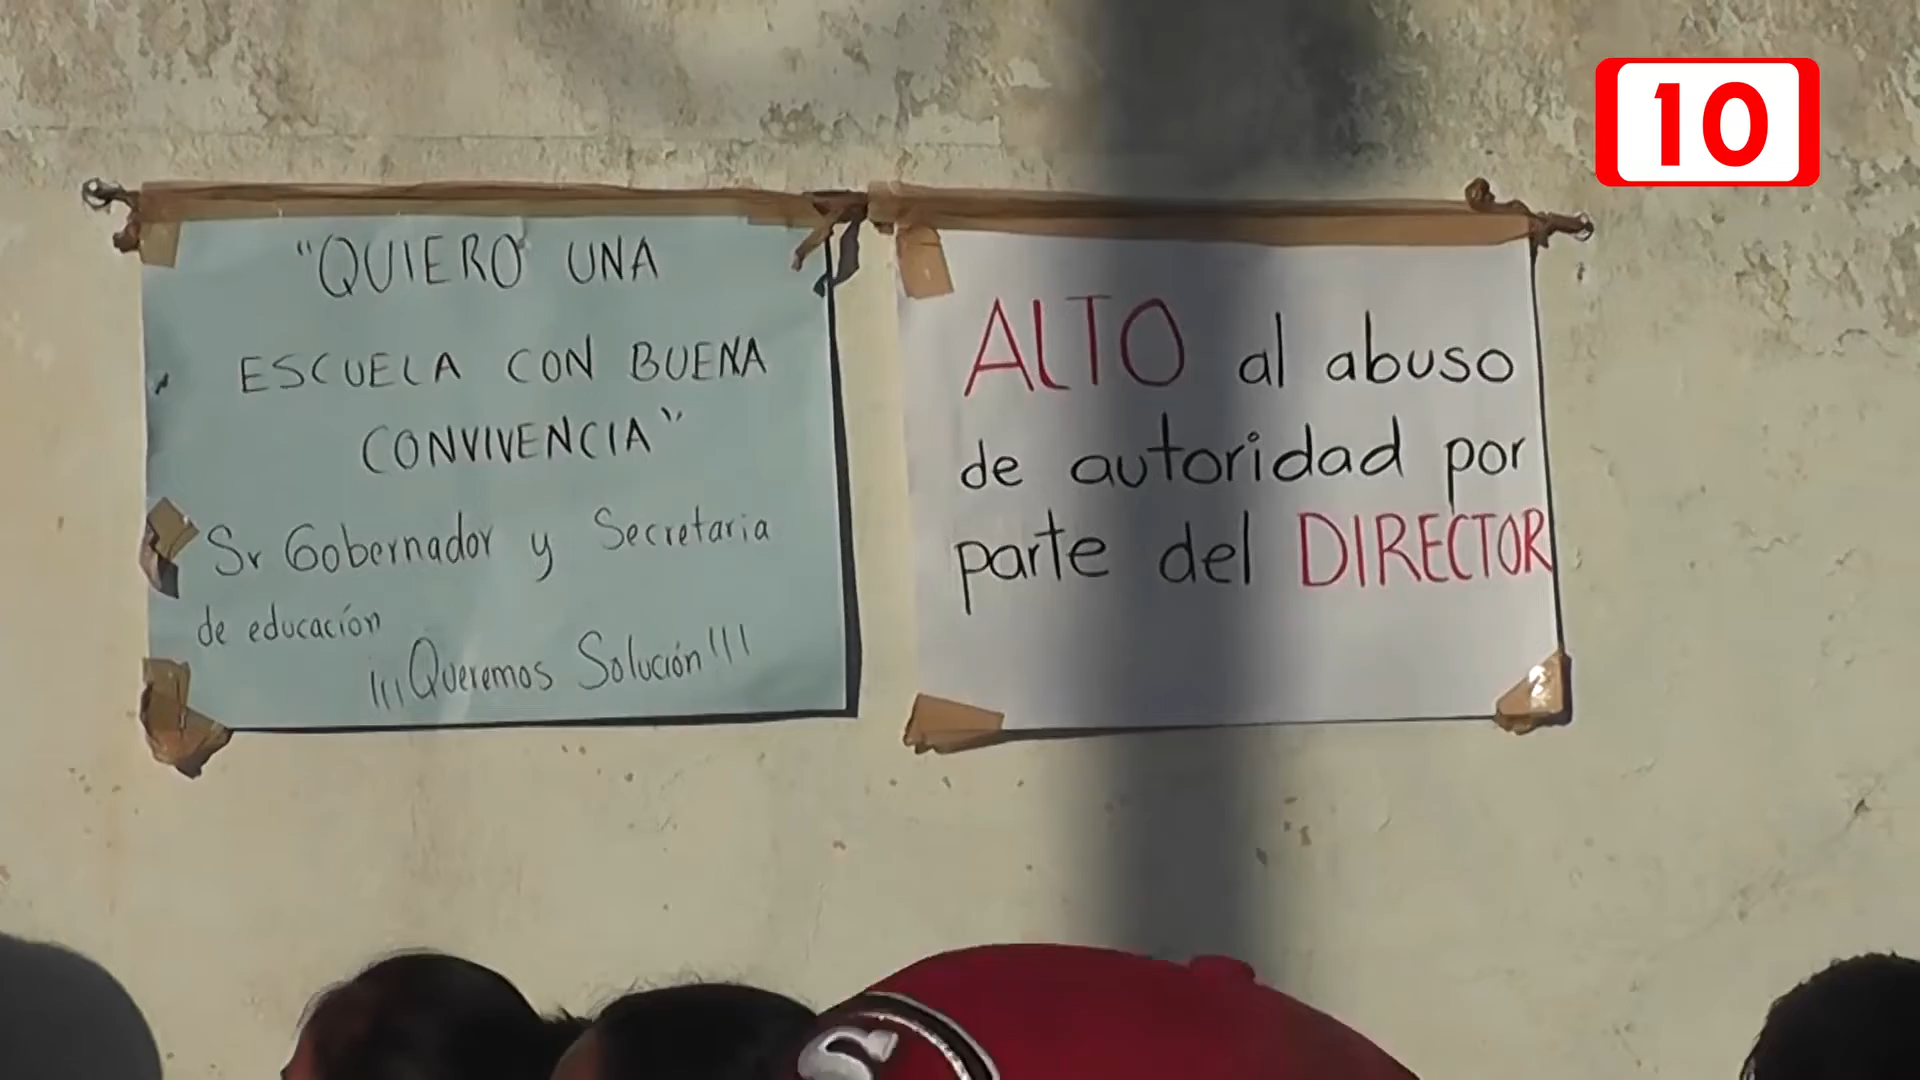 "QUIERO UNA
ESCUELA CON BUENA
CONVIVENCIA"
Sr Gobernador y Secretaria
de educación
¡¡¡Queremos Solución!!!
ALTO al abuso
de autoridad por
parte del DIRECTOR
10